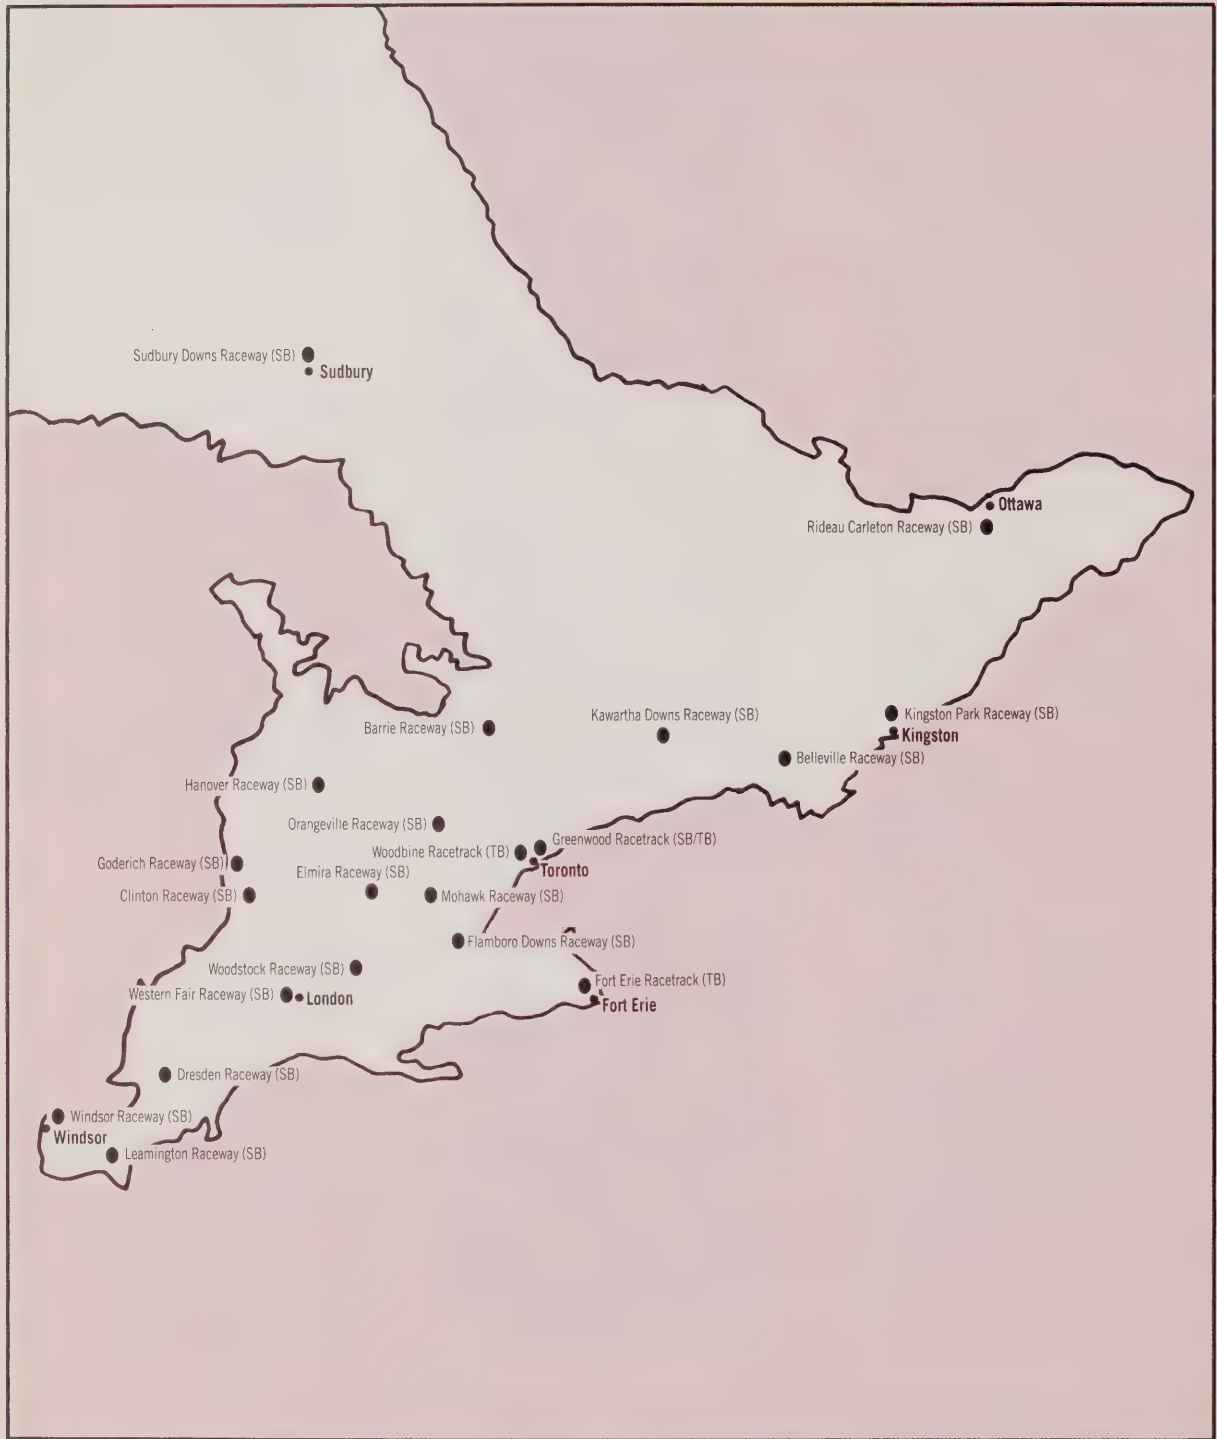 Sudbury Downs Raceway (SB)
Sudbury
Ottawa
Rideau Carleton Raceway (SB)
Kawartha Downs Raceway (SB)
Kingston Park Raceway (SB)
Barrie Raceway (SB)
Kingston
Belleville Raceway (SB)
Hanover Raceway (SB)
Orangeville Raceway (SB)
Greenwood Racetrack (SB/TB)
Woodbine Racetrack (TB)
Goderich Raceway (SB)
Elmira Raceway (SB)
Toronto
Clinton Raceway (SB)
Mohawk Raceway (SB)
Flamboro Downs Raceway (SB)
Woodstock Raceway (SB)
Fort Erie Racetrack (TB)
Western Fair Raceway (SB)
London
Fort Erie
Dresden Raceway (SB)
Windsor Raceway (SB)
Windsor
Leamington Raceway (SB)